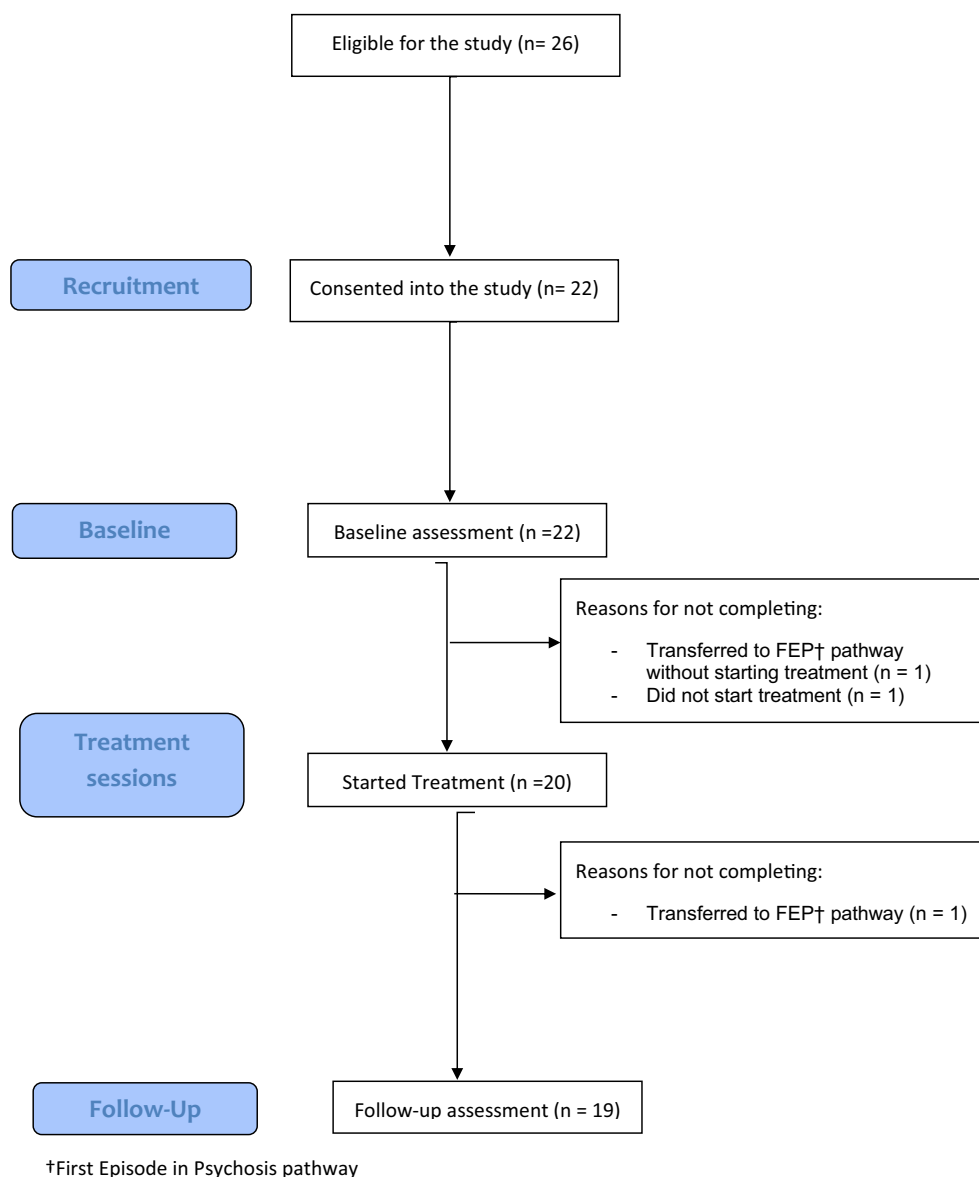 Eligible for the study (n= 26)
Recruitment
Consented into the study (n= 22)
Baseline
Baseline assessment (n =22)
Reasons for not completing:
- Transferred to FEP† pathway
without starting treatment (n = 1)
- Did not start treatment (n = 1)
Treatment
sessions
Started Treatment (n =20)
Reasons for not completing:
- Transferred to FEP† pathway (n = 1)
Follow-Up
Follow-up assessment (n = 19)
†First Episode in Psychosis pathway